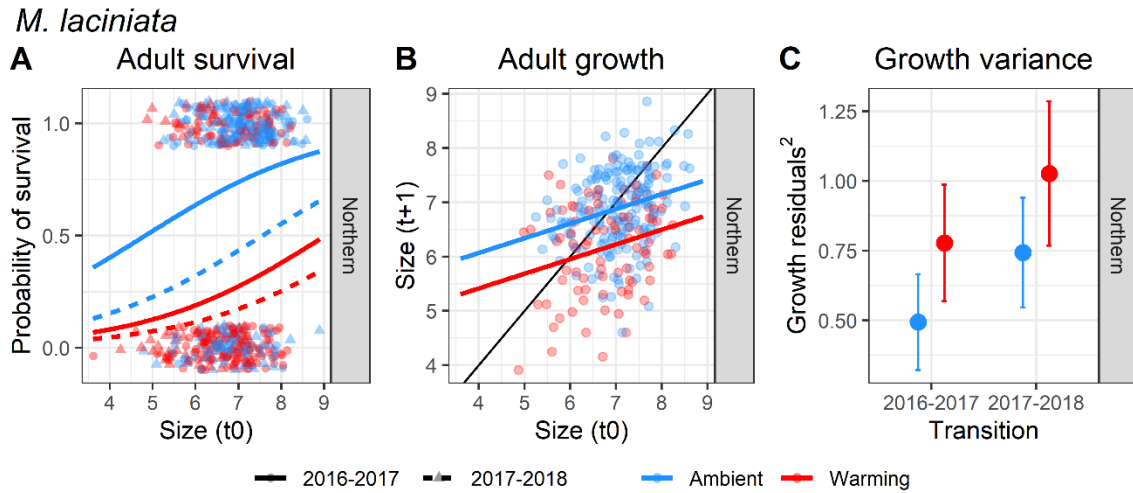 M. laciniata
A Adult survival
Probability of survival
1.0
0.5
0.0
4 5 6 7 8 9
Size (t0)
Northern
B Adult growth
Size (t+1)
9
8
7
6
5
4
4 5 6 7 8 9
Size (t0)
Northern
C Growth variance
Growth residuals²
1.25
1.00
0.75
0.50
2016-2017 2017-2018
Transition
Northern
2016-2017 2017-2018 Ambient Warming